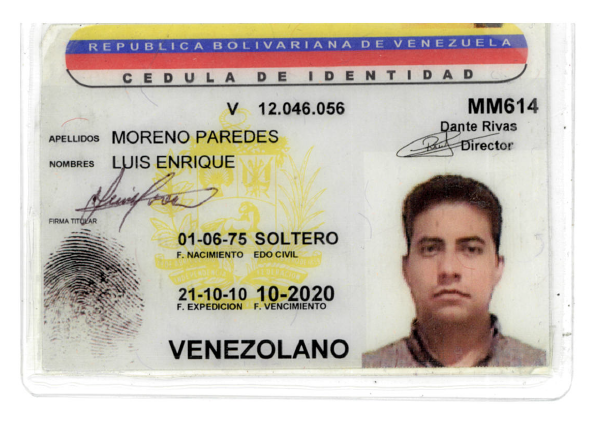 REPUBLICA BOLIVARIANA DE VENEZUELA
CEDULA DE IDENTIDAD
V 12.046.056 MM614
Dante Rivas
Director
APELLIDOS MORENO PAREDES
NOMBRES LUIS ENRIQUE
FIRMA TITULAR
01-06-75 SOLTERO
F. NACIMIENTO EDO CIVIL
21-10-10 10-2020
F. EXPEDICION F. VENCIMIENTO
VENEZOLANO